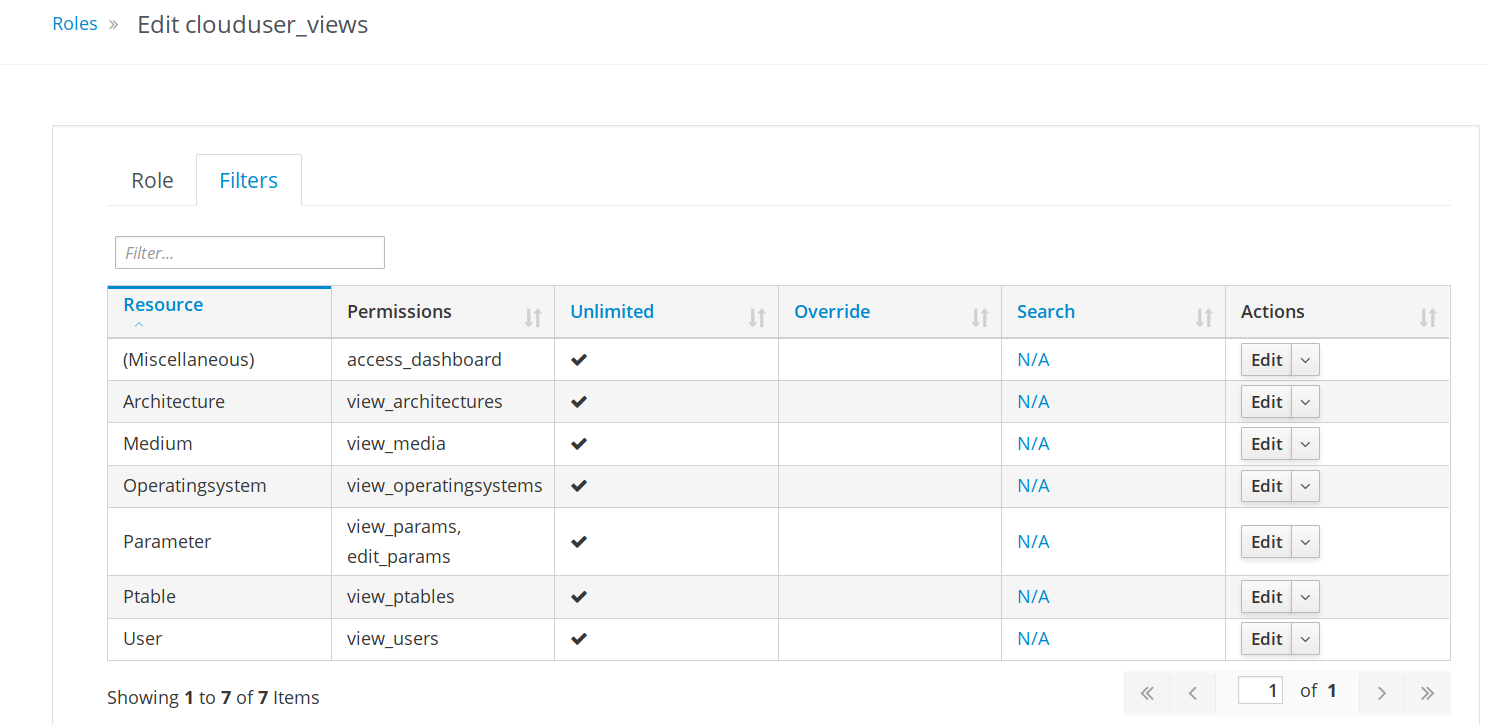 Roles » Edit clouduser_views
Role Filters
Filter...
Resource Permissions Unlimited Override Search Actions
(Miscellaneous) access_dashboard N/A Edit
Architecture view_architectures N/A Edit
Medium view_media N/A Edit
Operatingsystem view_operatingsystems N/A Edit
Parameter view_params, edit_params N/A Edit
Ptable view_ptables N/A Edit
User view_users N/A Edit
Showing 1 to 7 of 7 Items « ‹ 1 of 1 › »